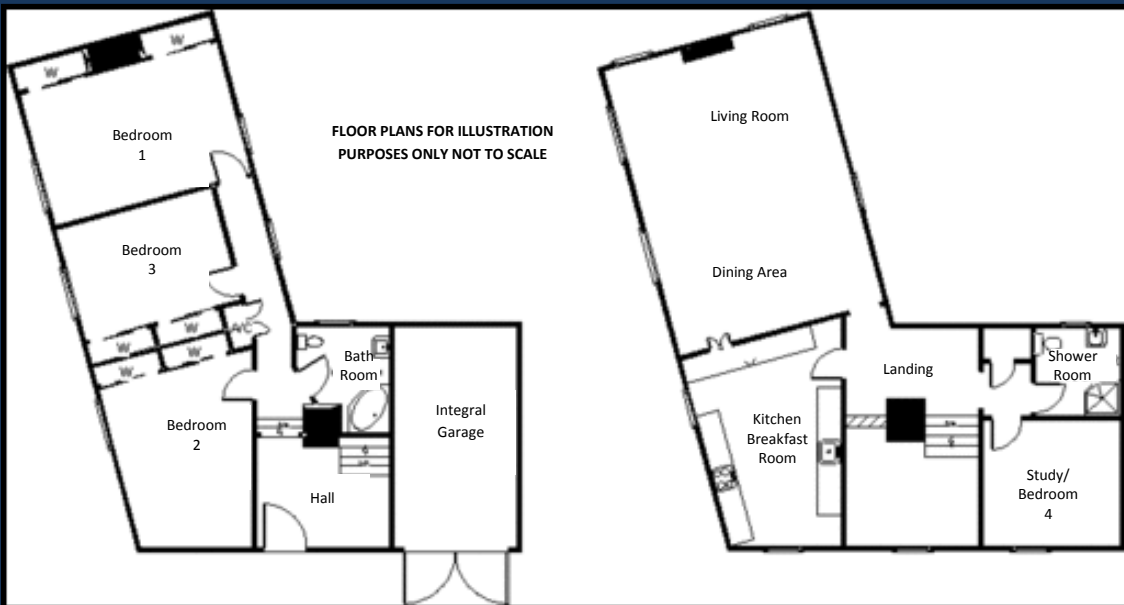 W
W
Bedroom
1
FLOOR PLANS FOR ILLUSTRATION
PURPOSES ONLY NOT TO SCALE
Bedroom
3
W
W
A/C
W
W
Bath
Room
Bedroom
2
Integral
Garage
Hall
Living Room
Dining Area
Landing
Shower
Room
Kitchen
Breakfast
Room
Study/
Bedroom
4